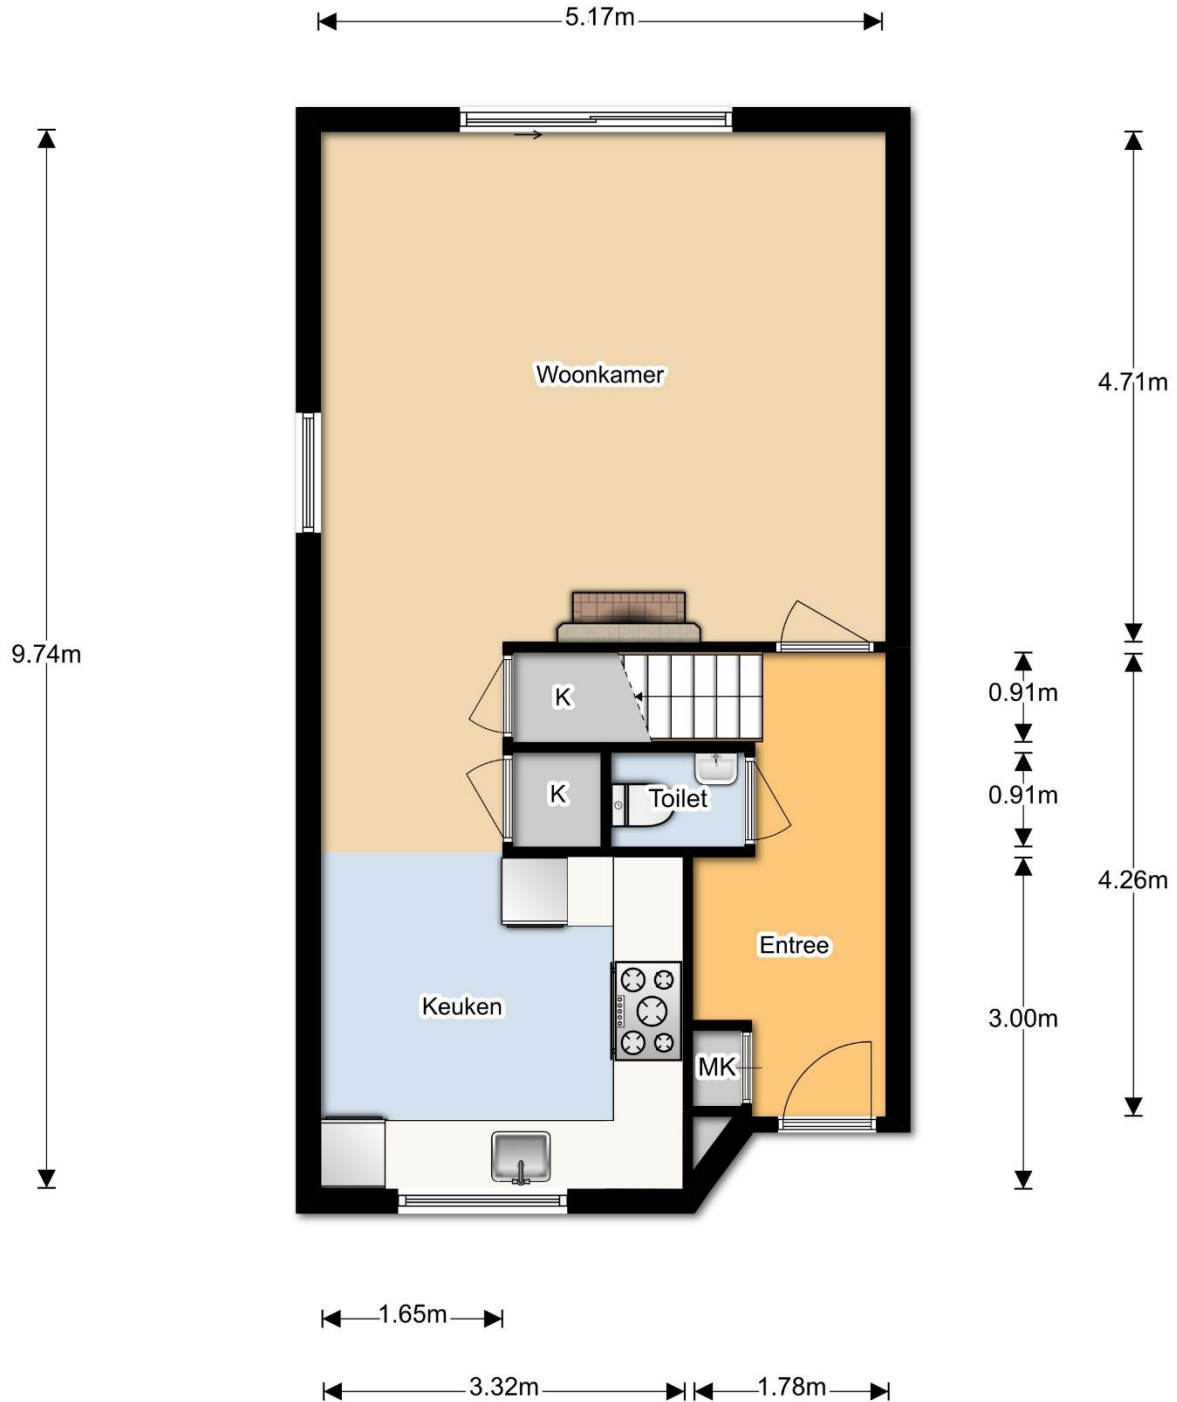 5.17m
Woonkamer
4.71m
9.74m
K
0.91m
K
Toilet
0.91m
4.26m
Entree
Keuken
3.00m
MK
1.65m
3.32m
1.78m